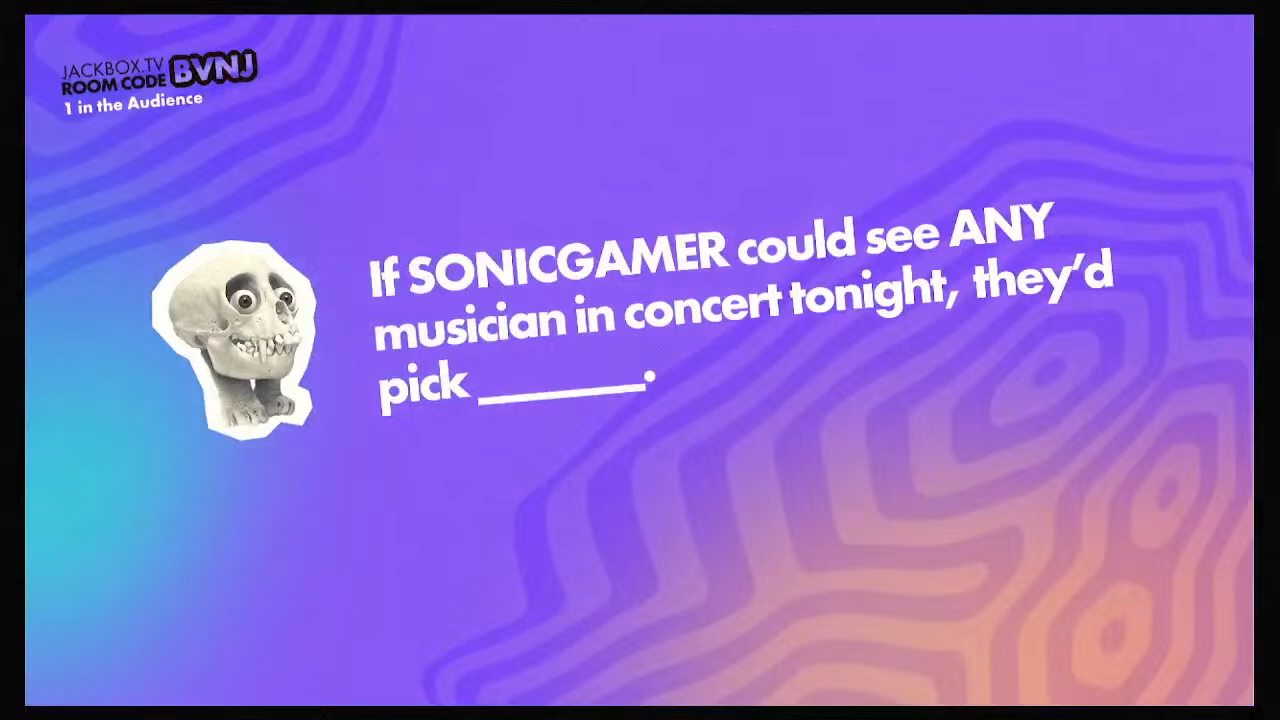 JACKBOX.TV
ROOM CODE BVNJ
1 in the Audience
If SONICGAMER could see ANY
musician in concert tonight, they’d
pick ______.